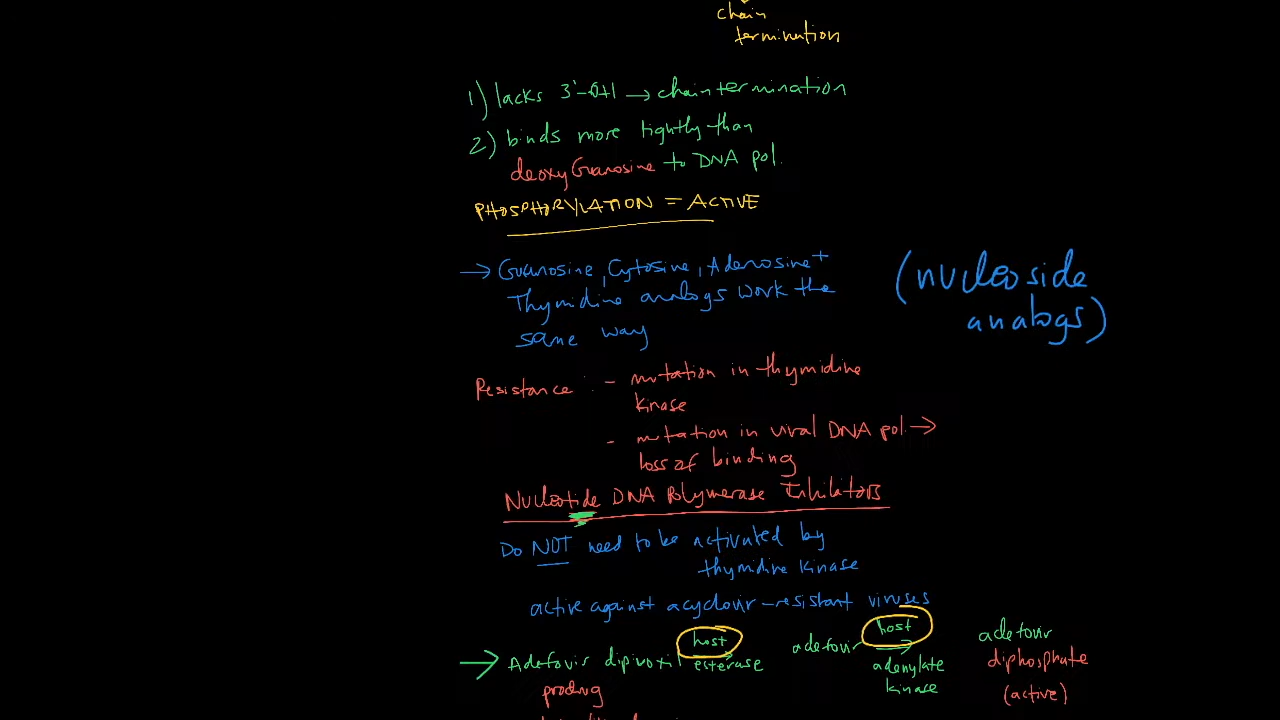 chain
termination
1) lacks 3'-OH → chain termination
2) binds more tightly than
deoxyGuanosine to DNA pol.
PHOSPHORYLATION = ACTIVE
→ Guanosine, Cytosine, Adenosine +
Thymidine analogs work the
same way
(nucleoside
analogs)
Resistance : - mutation in thymidine
kinase
- mutation in viral DNA pol. →
loss of binding
Nucleotide DNA Polymerase Inhibitors
Do NOT need to be activated by
thymidine kinase
active against acyclovir-resistant viruses
→ Adefovir dipivoxil host esterase → adefovir host adenylate kinase → adefovir diphosphate (active)
prodrug